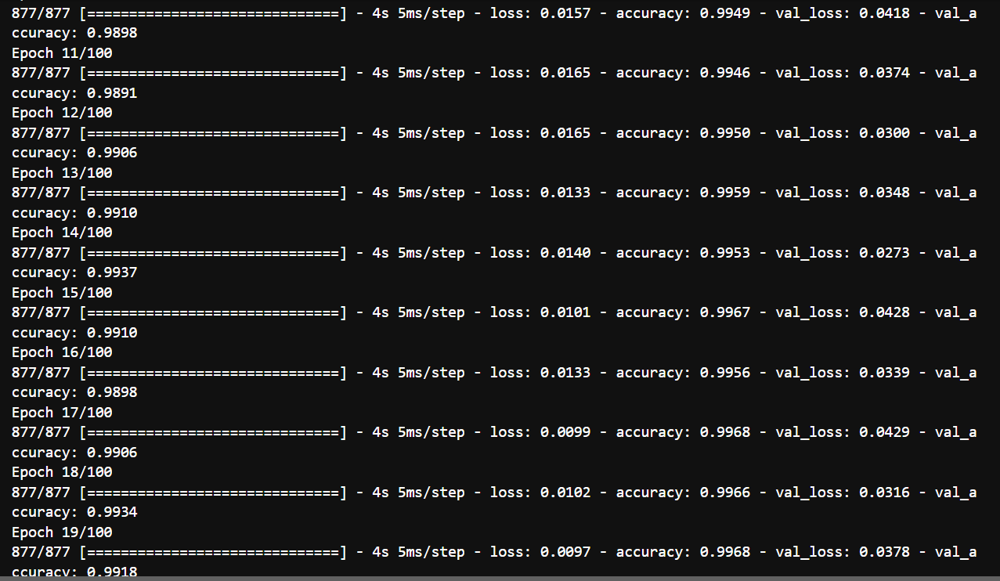 877/877 [==============================] - 4s 5ms/step - loss: 0.0157 - accuracy: 0.9949 - val_loss: 0.0418 - val_a
ccuracy: 0.9898
Epoch 11/100
877/877 [==============================] - 4s 5ms/step - loss: 0.0165 - accuracy: 0.9946 - val_loss: 0.0374 - val_a
ccuracy: 0.9891
Epoch 12/100
877/877 [==============================] - 4s 5ms/step - loss: 0.0165 - accuracy: 0.9950 - val_loss: 0.0300 - val_a
ccuracy: 0.9906
Epoch 13/100
877/877 [==============================] - 4s 5ms/step - loss: 0.0133 - accuracy: 0.9959 - val_loss: 0.0348 - val_a
ccuracy: 0.9910
Epoch 14/100
877/877 [==============================] - 4s 5ms/step - loss: 0.0140 - accuracy: 0.9953 - val_loss: 0.0273 - val_a
ccuracy: 0.9937
Epoch 15/100
877/877 [==============================] - 4s 5ms/step - loss: 0.0101 - accuracy: 0.9967 - val_loss: 0.0428 - val_a
ccuracy: 0.9910
Epoch 16/100
877/877 [==============================] - 4s 5ms/step - loss: 0.0133 - accuracy: 0.9956 - val_loss: 0.0339 - val_a
ccuracy: 0.9898
Epoch 17/100
877/877 [==============================] - 4s 5ms/step - loss: 0.0099 - accuracy: 0.9968 - val_loss: 0.0429 - val_a
ccuracy: 0.9906
Epoch 18/100
877/877 [==============================] - 4s 5ms/step - loss: 0.0102 - accuracy: 0.9966 - val_loss: 0.0316 - val_a
ccuracy: 0.9934
Epoch 19/100
877/877 [==============================] - 4s 5ms/step - loss: 0.0097 - accuracy: 0.9968 - val_loss: 0.0378 - val_a
ccuracy: 0.9918